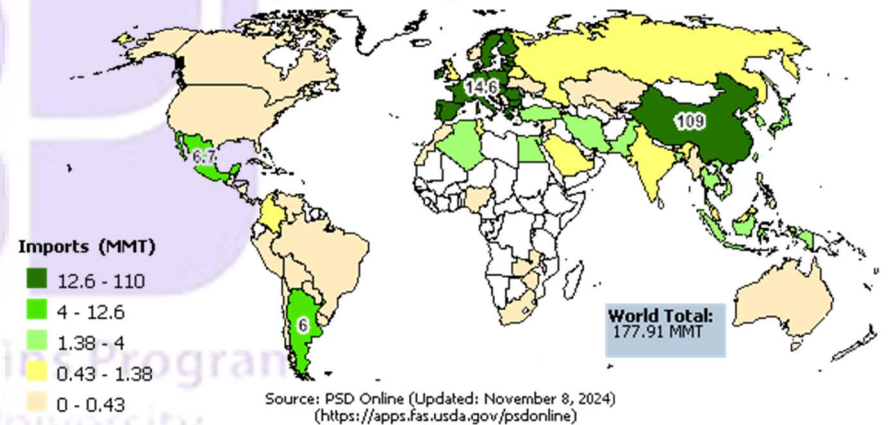 14.6
109
6.7
6
Imports (MMT)
12.6 - 110
4 - 12.6
1.38 - 4
0.43 - 1.38
0 - 0.43
World Total:
177.91 MMT
Source: PSD Online (Updated: November 8, 2024)
(https://apps.fas.usda.gov/psdonline)
Program